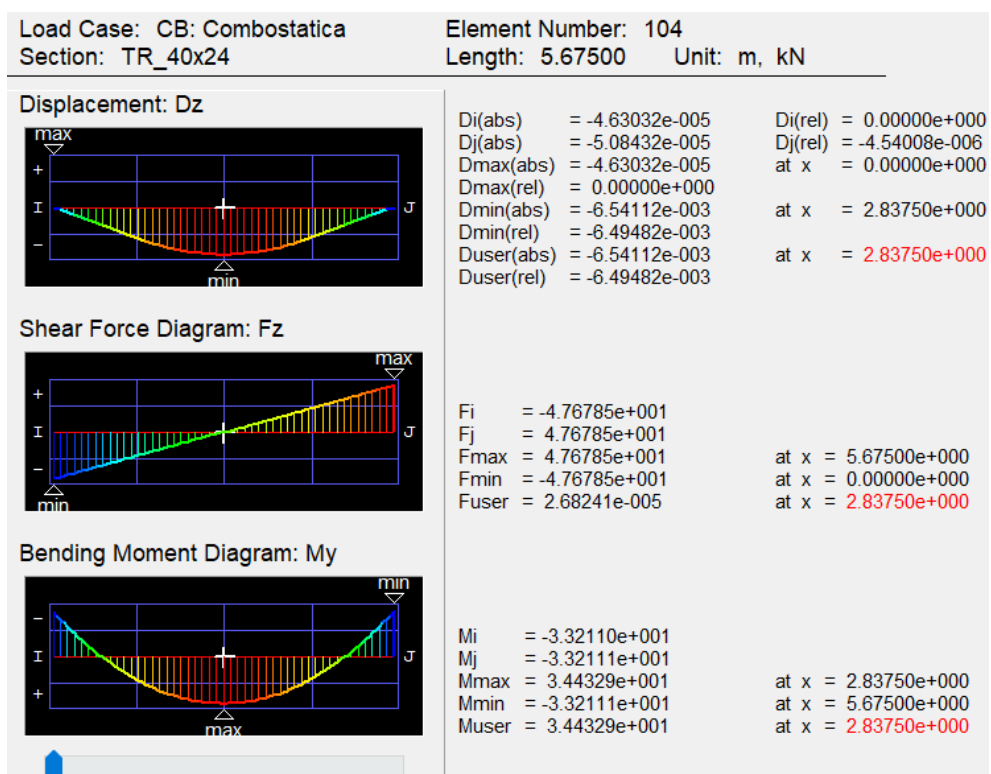 Load Case: CB: Combostatica Element Number: 104
Section: TR_40x24 Length: 5.67500 Unit: m, kN
Displacement: Dz
max
+
I J
−
min
Di(abs) = -4.63032e-005 Di(rel) = 0.00000e+000
Dj(abs) = -5.08432e-005 Dj(rel) = -4.54008e-006
Dmax(abs) = -4.63032e-005 at x = 0.00000e+000
Dmax(rel) = 0.00000e+000
Dmin(abs) = -6.54112e-003 at x = 2.83750e+000
Dmin(rel) = -6.49482e-003
Duser(abs) = -6.54112e-003 at x = 2.83750e+000
Duser(rel) = -6.49482e-003
Shear Force Diagram: Fz
max
+
I J
−
min
Fi = -4.76785e+001
Fj = 4.76785e+001
Fmax = 4.76785e+001 at x = 5.67500e+000
Fmin = -4.76785e+001 at x = 0.00000e+000
Fuser = 2.68241e-005 at x = 2.83750e+000
Bending Moment Diagram: My
min
−
I J
+
max
Mi = -3.32110e+001
Mj = -3.32111e+001
Mmax = 3.44329e+001 at x = 2.83750e+000
Mmin = -3.32111e+001 at x = 5.67500e+000
Muser = 3.44329e+001 at x = 2.83750e+000